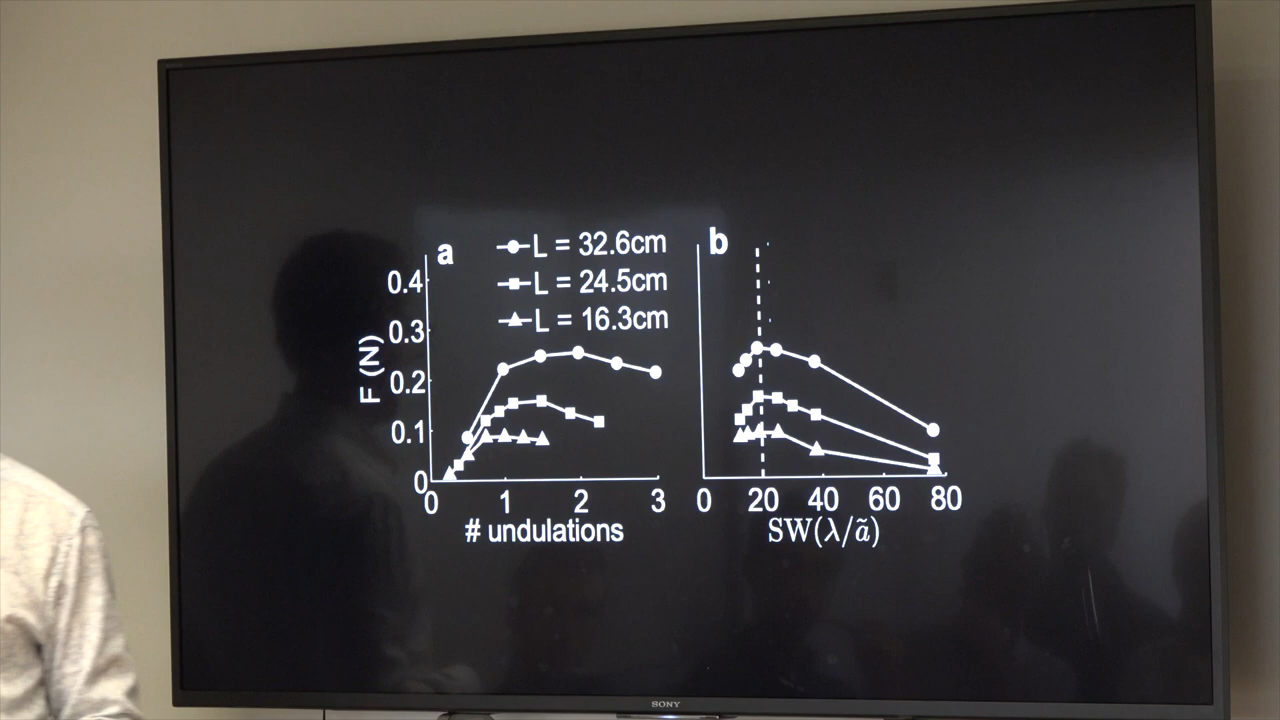 a
L = 32.6cm
L = 24.5cm
L = 16.3cm
F (N)
0.4
0.3
0.2
0.1
0
0 1 2 3
# undulations
b
0 20 40 60 80
SW(λ/ã)
SONY